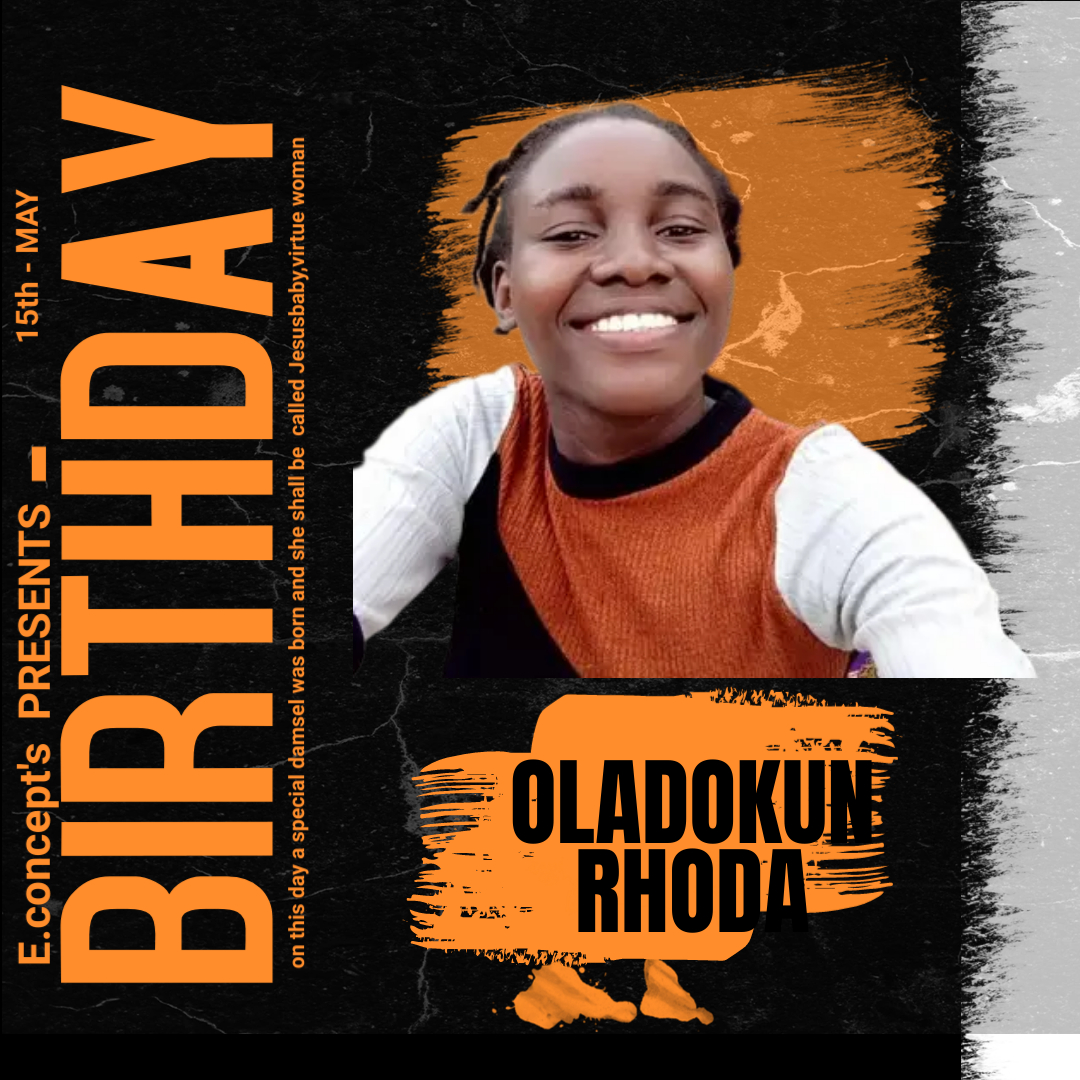 E.concept's PRESENTS –
15th - MAY
BIRTHDAY
on this day a special damsel was born and she shall be called Jesusbaby,virtue woman
OLADOKUN
RHODA